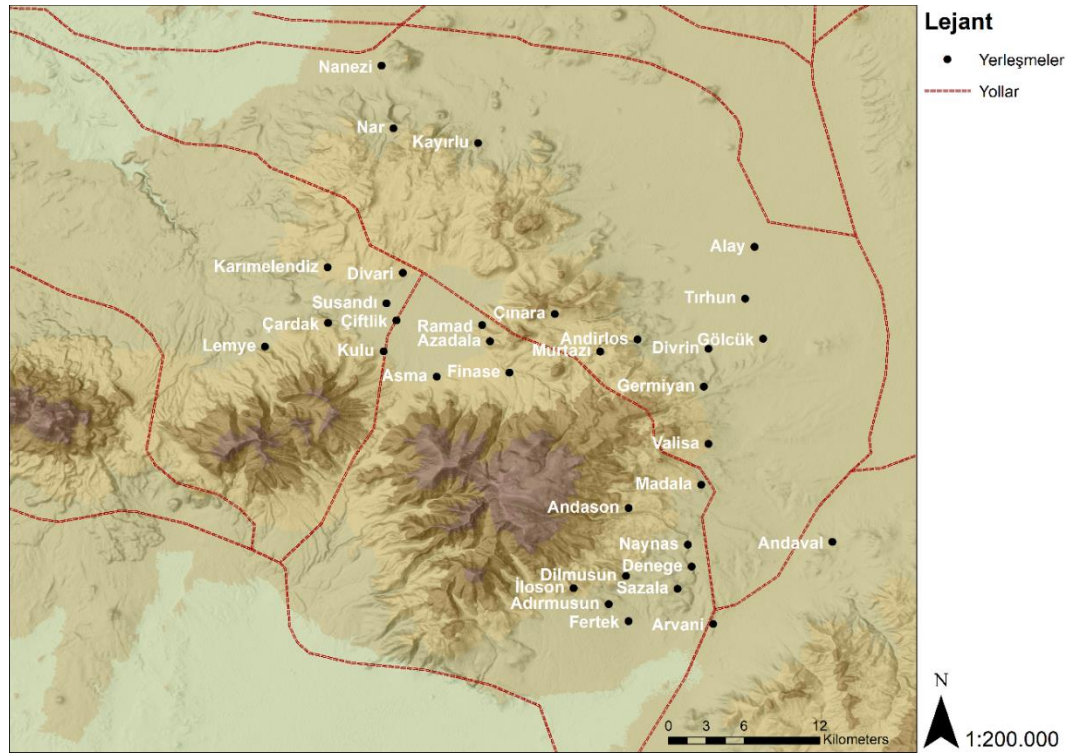 Lejant
Yerleşmeler
Yollar
Nanezi
Nar
Kayırlu
Alay
Karımelendiz
Divari
Tırhun
Susandı
Çınara
Çardak
Çiftlik
Ramad
Andirlos
Gölcük
Azadala
Lemye
Kulu
Murtazı
Divrin
Asma
Finase
Germiyan
Valisa
Madala
Andason
Naynas
Andaval
Denege
Dilmusun
İloson
Sazala
Adırmusun
Fertek
Arvani
0 3 6 12
Kilometers
N
1:200.000